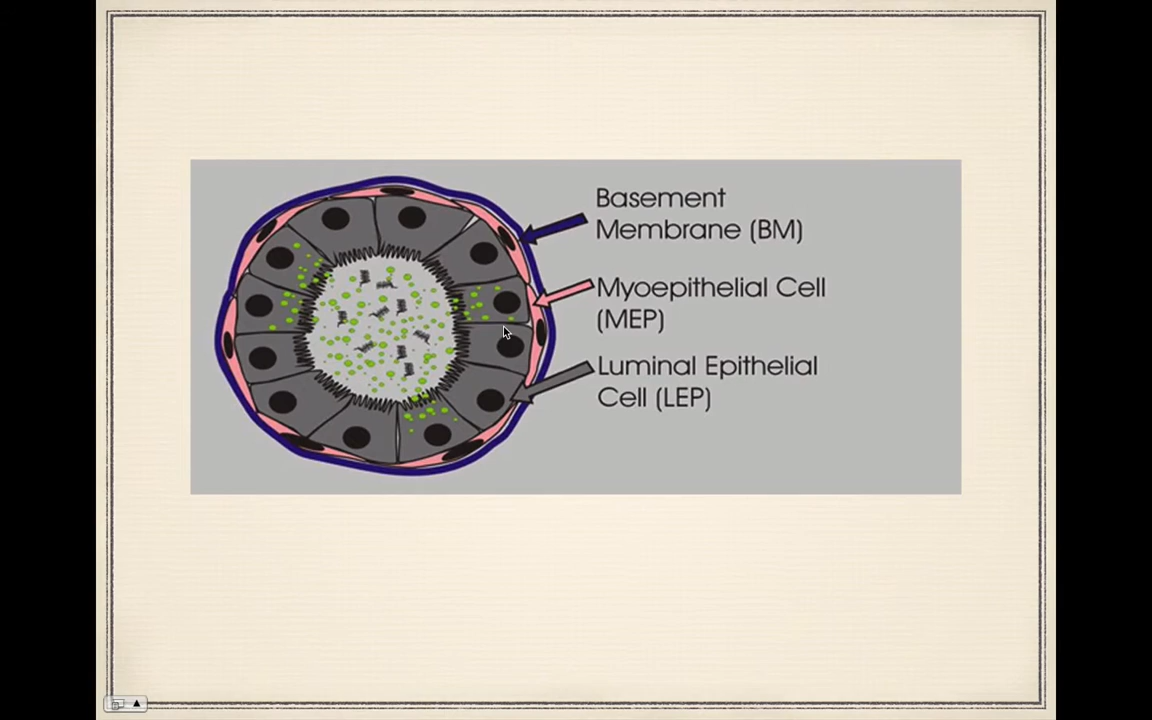 Basement
Membrane (BM)
Myoepithelial Cell
(MEP)
Luminal Epithelial
Cell (LEP)